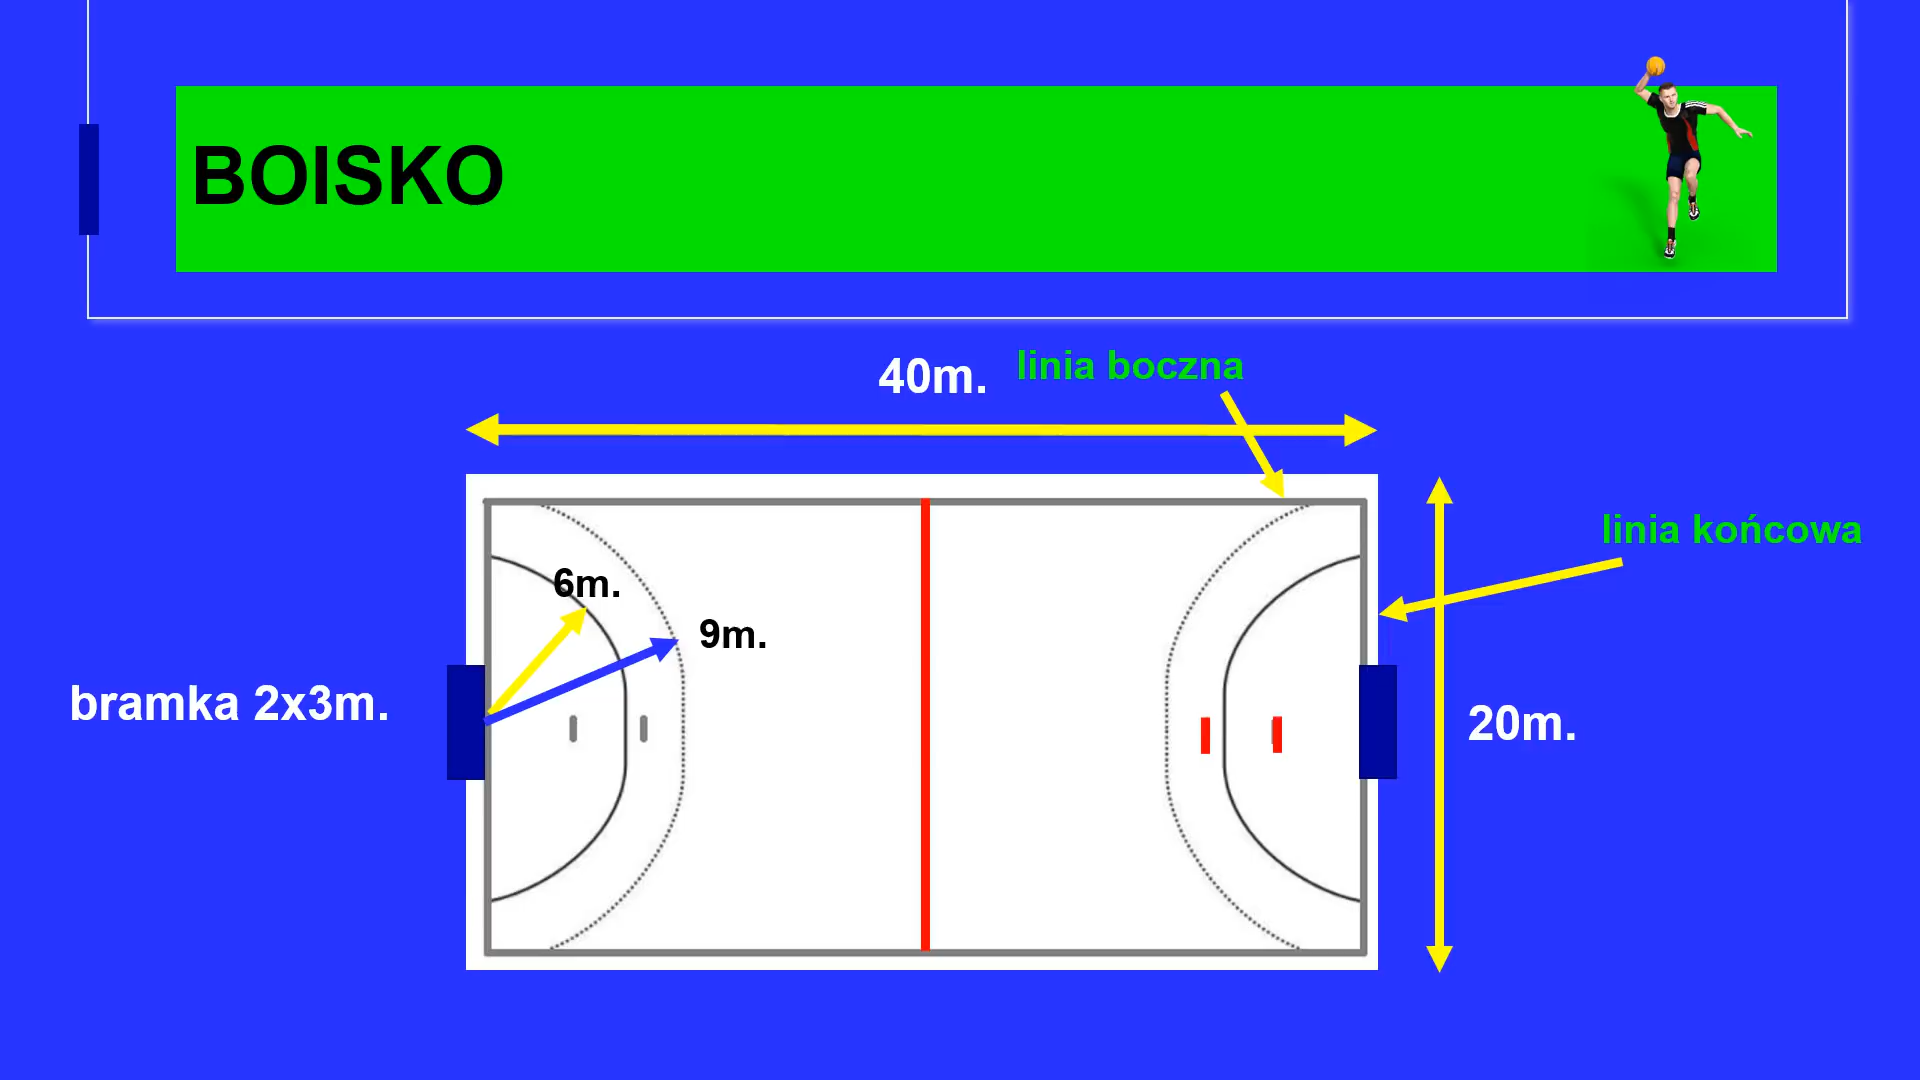 BOISKO
40m.
linia boczna
linia końcowa
6m.
9m.
bramka 2x3m.
20m.